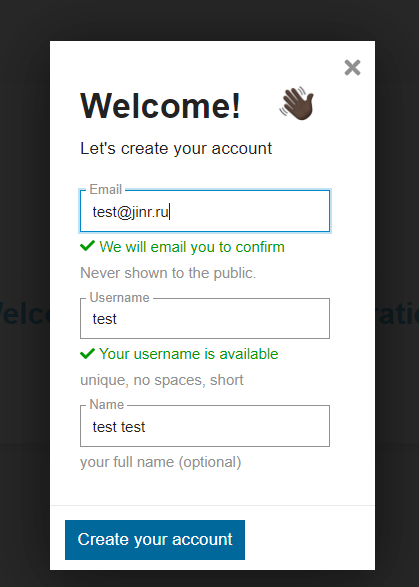 Welcome!
Let's create your account
Email
test@jinr.ru
We will email you to confirm
Never shown to the public.
Username
test
Your username is available
unique, no spaces, short
Name
test test
your full name (optional)
Create your account